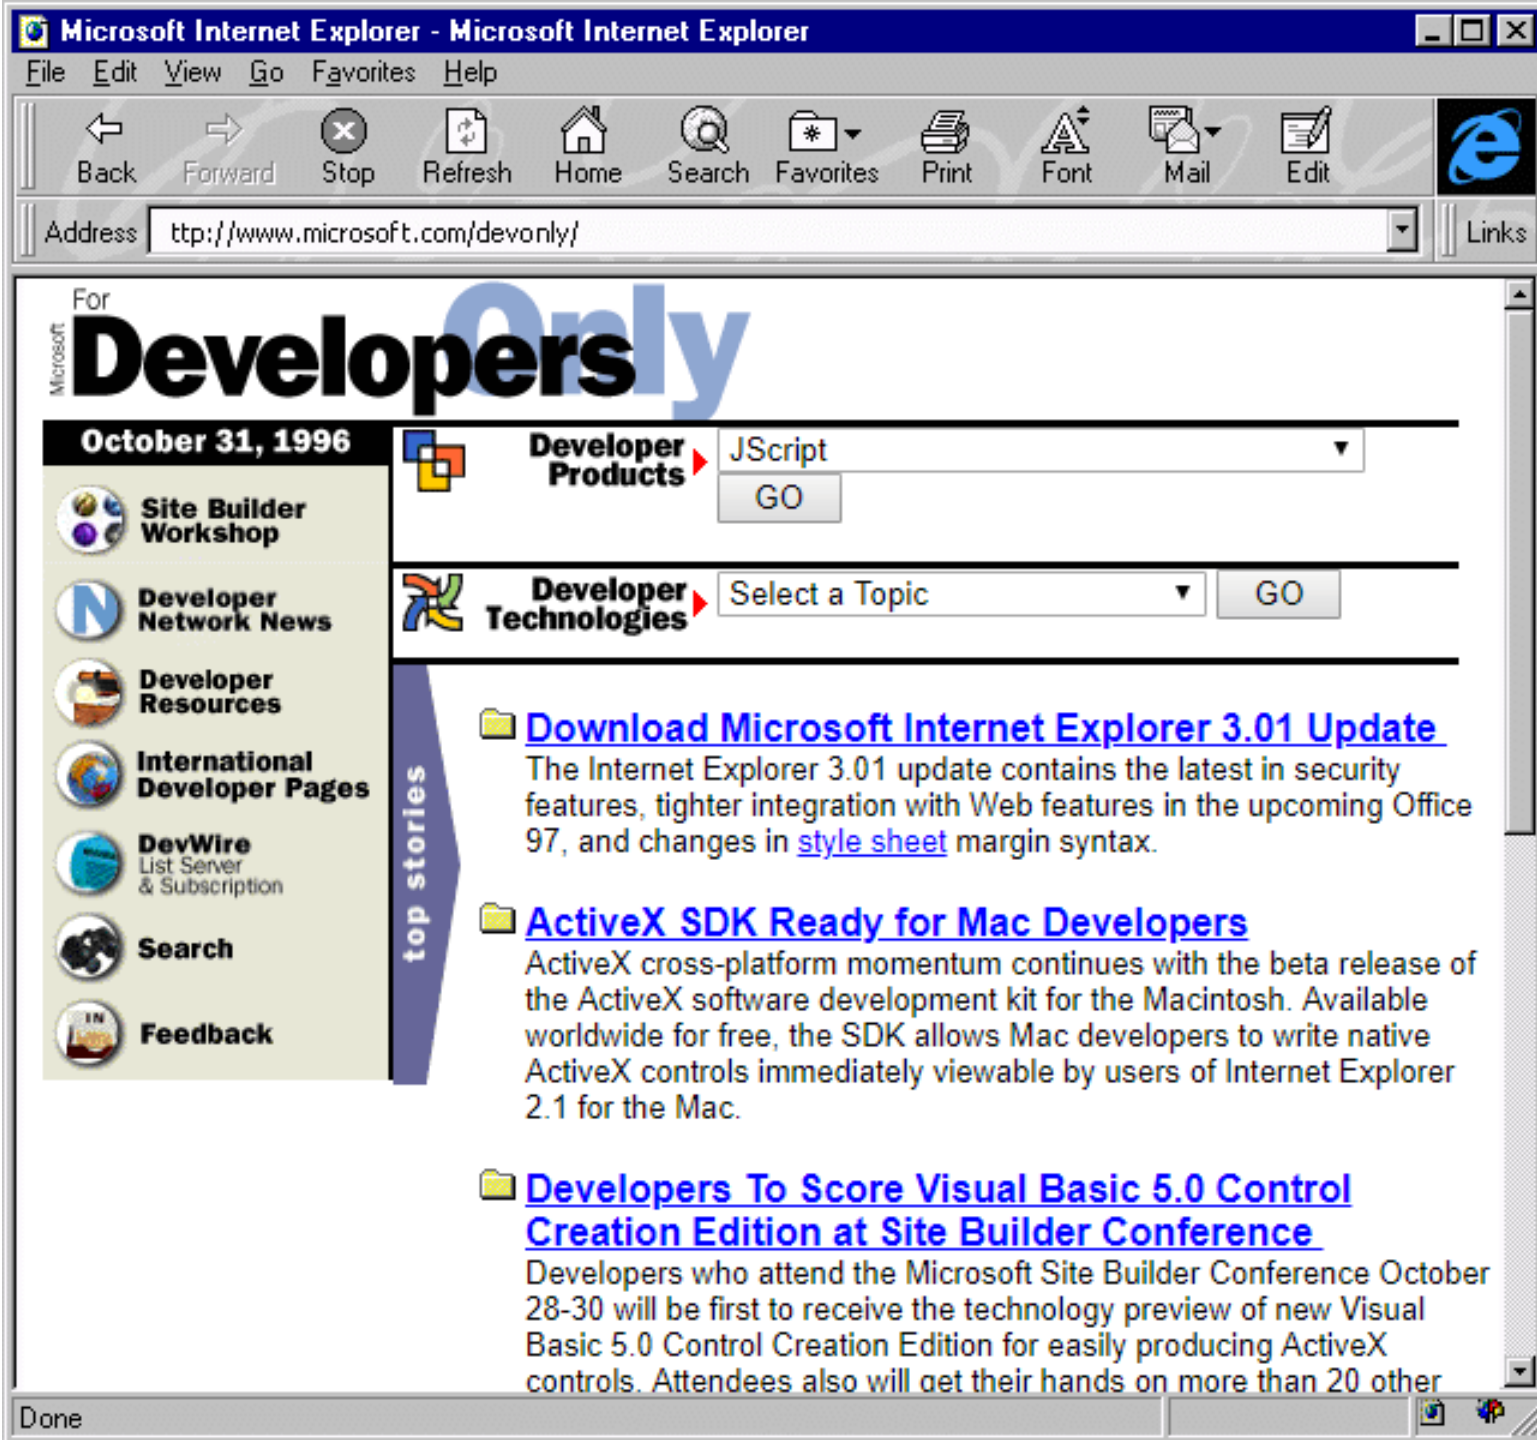 Microsoft Internet Explorer - Microsoft Internet Explorer
File Edit View Go Favorites Help
Back Forward Stop Refresh Home Search Favorites Print Font Mail Edit
Address ttp://www.microsoft.com/devonly/ Links
For
Microsoft
Developers Only
October 31, 1996
Site Builder
Workshop
Developer
Network News
Developer
Resources
International
Developer Pages
DevWire
List Server
& Subscription
Search
IN
Feedback
Developer
Products
JScript
GO
Developer
Technologies
Select a Topic
GO
top stories
Download Microsoft Internet Explorer 3.01 Update
The Internet Explorer 3.01 update contains the latest in security
features, tighter integration with Web features in the upcoming Office
97, and changes in style sheet margin syntax.
ActiveX SDK Ready for Mac Developers
ActiveX cross-platform momentum continues with the beta release of
the ActiveX software development kit for the Macintosh. Available
worldwide for free, the SDK allows Mac developers to write native
ActiveX controls immediately viewable by users of Internet Explorer
2.1 for the Mac.
Developers To Score Visual Basic 5.0 Control
Creation Edition at Site Builder Conference
Developers who attend the Microsoft Site Builder Conference October
28-30 will be first to receive the technology preview of new Visual
Basic 5.0 Control Creation Edition for easily producing ActiveX
controls. Attendees also will get their hands on more than 20 other
Done